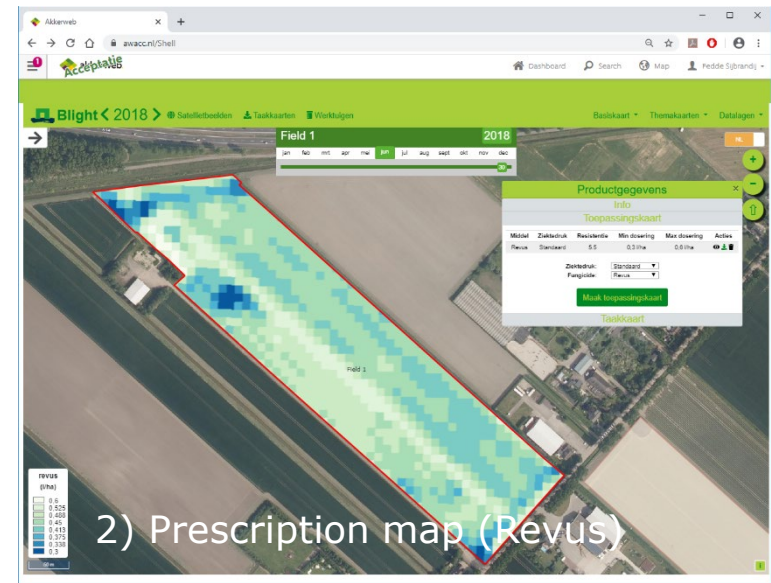 Akkerweb
awacc.nl/Shell
1
Acceptatie
Dashboard Search Map Fedde Sijbrandij
Blight < 2018 > Satellietbeelden Taakkaarten Werktuigen Basiskaart Themakaarten Datalagen
NL
Field 1 2018
jan feb mrt apr mei jun jul aug sept okt nov dec
30
Productgegevens
Info
Toepassingskaart
Middel Ziektedruk Resistentie Min dosering Max dosering Acties
Revus Standaard 5.5 0,3 l/ha 0,6 l/ha
Ziektedruk: Standaard
Fungicide: Revus
Maak toepassingskaart
Taakkaart
Field 1
revus
(l/ha)
0,6
0,525
0,488
0,45
0,413
0,375
0,338
0,3
2) Prescription map (Revus)